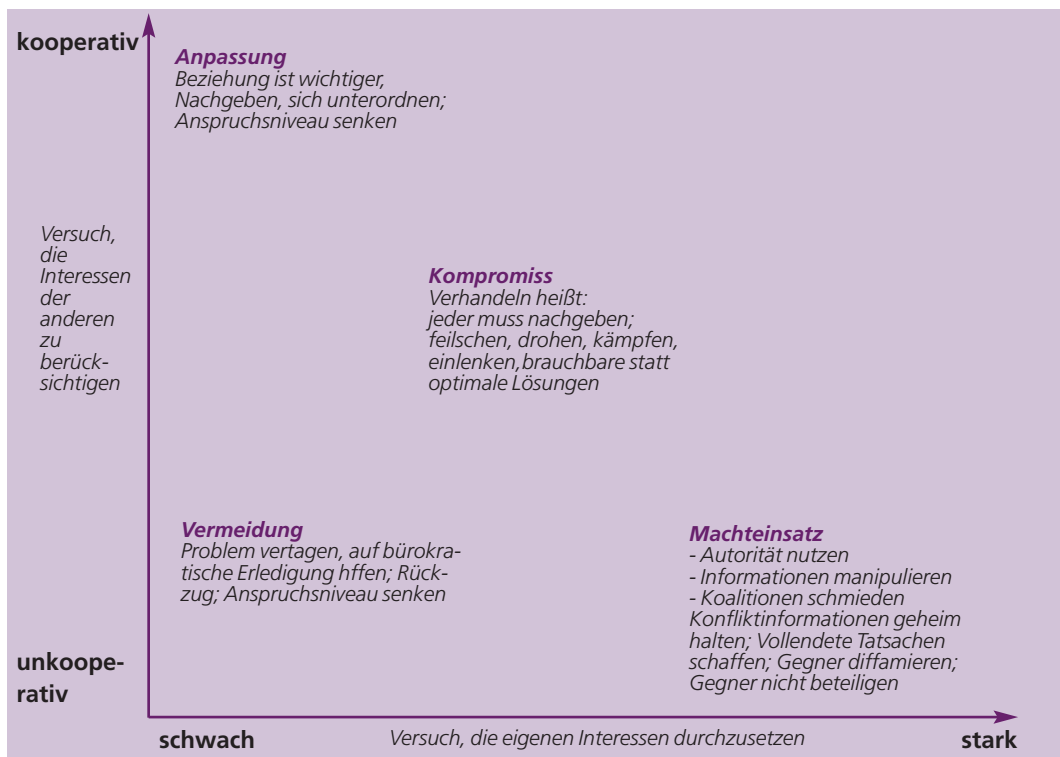 kooperativ
Anpassung
Beziehung ist wichtiger,
Nachgeben, sich unterordnen;
Anspruchsniveau senken
Versuch,
die
Interessen
der
anderen
zu
berück-
sichtigen
Kompromiss
Verhandeln heißt:
jeder muss nachgeben;
feilschen, drohen, kämpfen,
einlenken,brauchbare statt
optimale Lösungen
Vermeidung
Problem vertagen, auf bürokra-
tische Erledigung hffen; Rück-
zug; Anspruchsniveau senken
Machteinsatz
- Autorität nutzen
- Informationen manipulieren
- Koalitionen schmieden
Konfliktinformationen geheim
halten; Vollendete Tatsachen
schaffen; Gegner diffamieren;
Gegner nicht beteiligen
unkoope-
rativ
schwach
Versuch, die eigenen Interessen durchzusetzen
stark